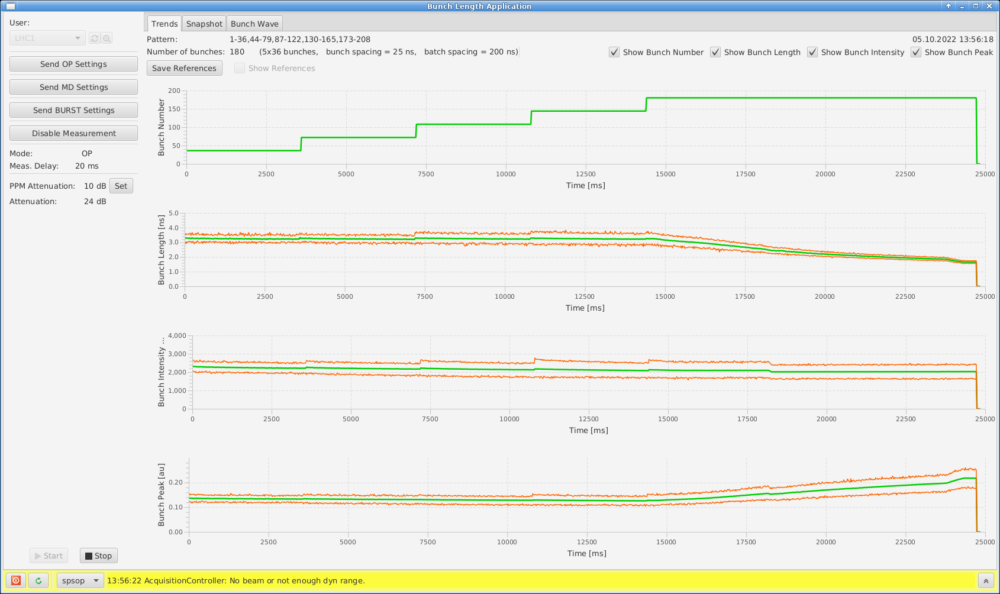 Bunch Length Application
User:
LHC1
Send OP Settings
Send MD Settings
Send BURST Settings
Disable Measurement
Mode: OP
Meas. Delay: 20 ms
PPM Attenuation: 10 dB Set
Attenuation: 24 dB
Start Stop
Trends Snapshot Bunch Wave
Pattern: 1-36,44-79,87-122,130-165,173-208 05.10.2022 13:56:18
Number of bunches: 180 (5x36 bunches, bunch spacing = 25 ns, batch spacing = 200 ns) Show Bunch Number Show Bunch Length Show Bunch Intensity Show Bunch Peak
Save References Show References
Bunch Number
200
150
100
50
0
0 2500 5000 7500 10000 12500 15000 17500 20000 22500 25000
Time [ms]
Bunch Length [ns]
5.0
4.0
3.0
2.0
1.0
0.0
0 2500 5000 7500 10000 12500 15000 17500 20000 22500 25000
Time [ms]
Bunch Intensity ...
4,000
3,000
2,000
1,000
0
0 2500 5000 7500 10000 12500 15000 17500 20000 22500 25000
Time [ms]
Bunch Peak [au]
0.20
0.10
0.00
0 2500 5000 7500 10000 12500 15000 17500 20000 22500 25000
Time [ms]
spsop 13:56:22 AcquisitionController: No beam or not enough dyn range.